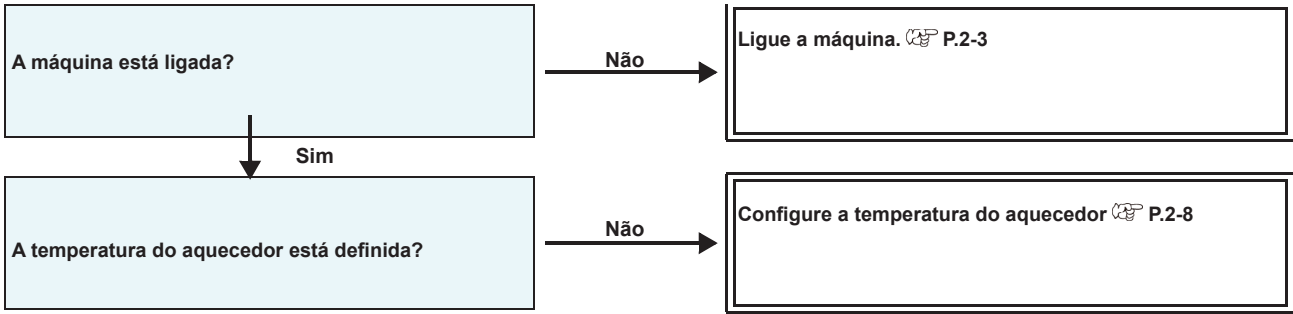 A máquina está ligada?
Não
Ligue a máquina. ☞ P.2-3
Sim
A temperatura do aquecedor está definida?
Não
Configure a temperatura do aquecedor ☞ P.2-8